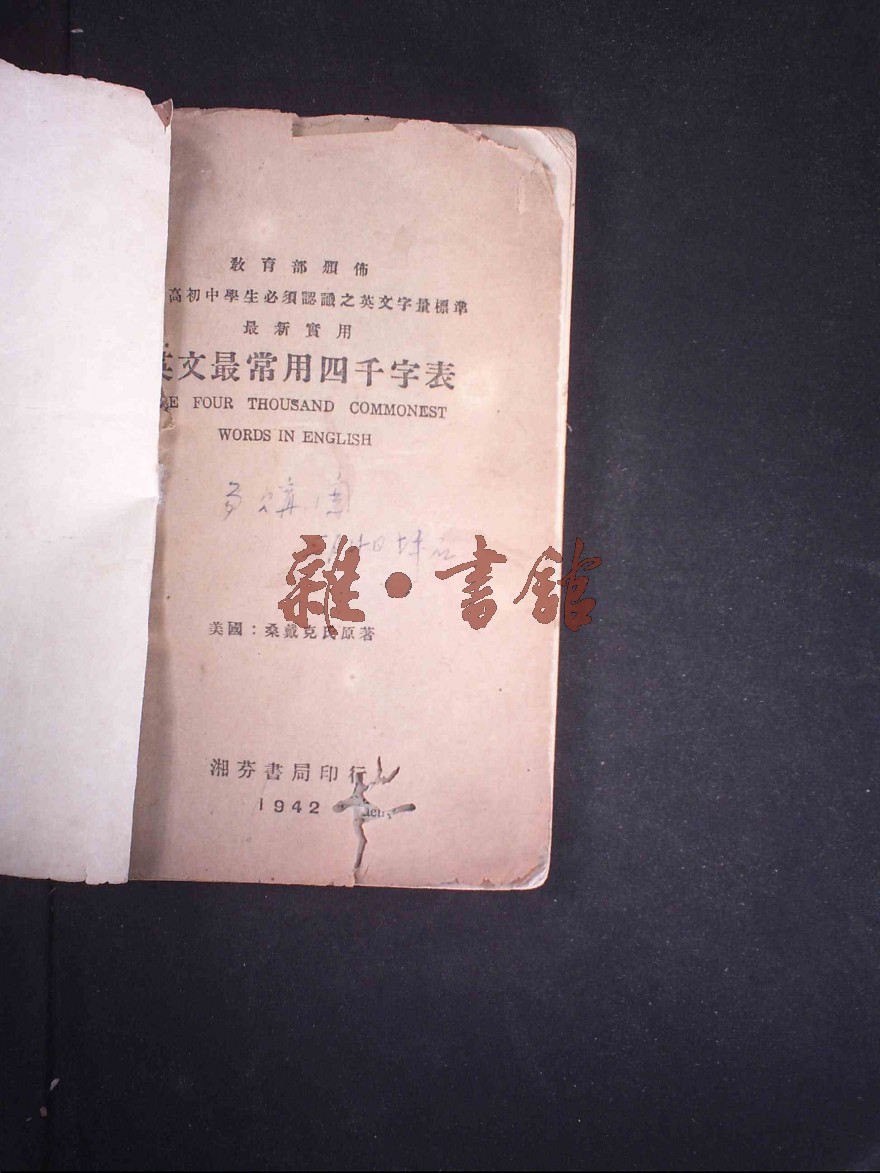 教育部頒佈
高初中學生必須認識之英文字量標準
最新實用
英文最常用四千字表
FOUR THOUSAND COMMONEST
WORDS IN ENGLISH
雜·書館
美國：桑戴克氏原著
湘芬書局印行
1942